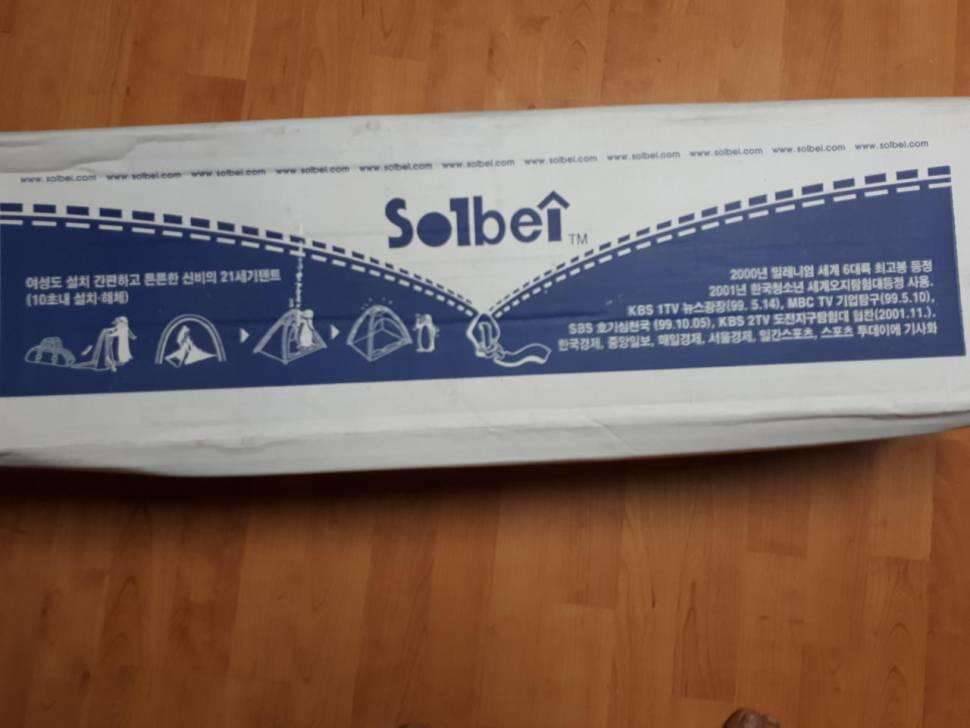 www.solbei.com www.solbei.com www.solbei.com www.solbei.com www.solbei.com www.solbei.com www.solbei.com www.solbei.com www.solbei.com www.solbei.com www.solbei.com
Solbei TM
여성도 설치 간편하고 튼튼한 신비의 21세기텐트
(10초내 설치·해체)
2000년 밀레니엄 세계 6대륙 최고봉 등정
2001년 한국청소년 세계오지탐험대등정 사용.
KBS 1TV 뉴스광장(99. 5.14), MBC TV 기업탐구(99.5.10),
SBS 호기심천국 (99.10.05), KBS 2TV 도전지구탐험대 협찬(2001.11.).
한국경제, 중앙일보, 매일경제, 서울경제, 일간스포츠, 스포츠 투데이에 기사화